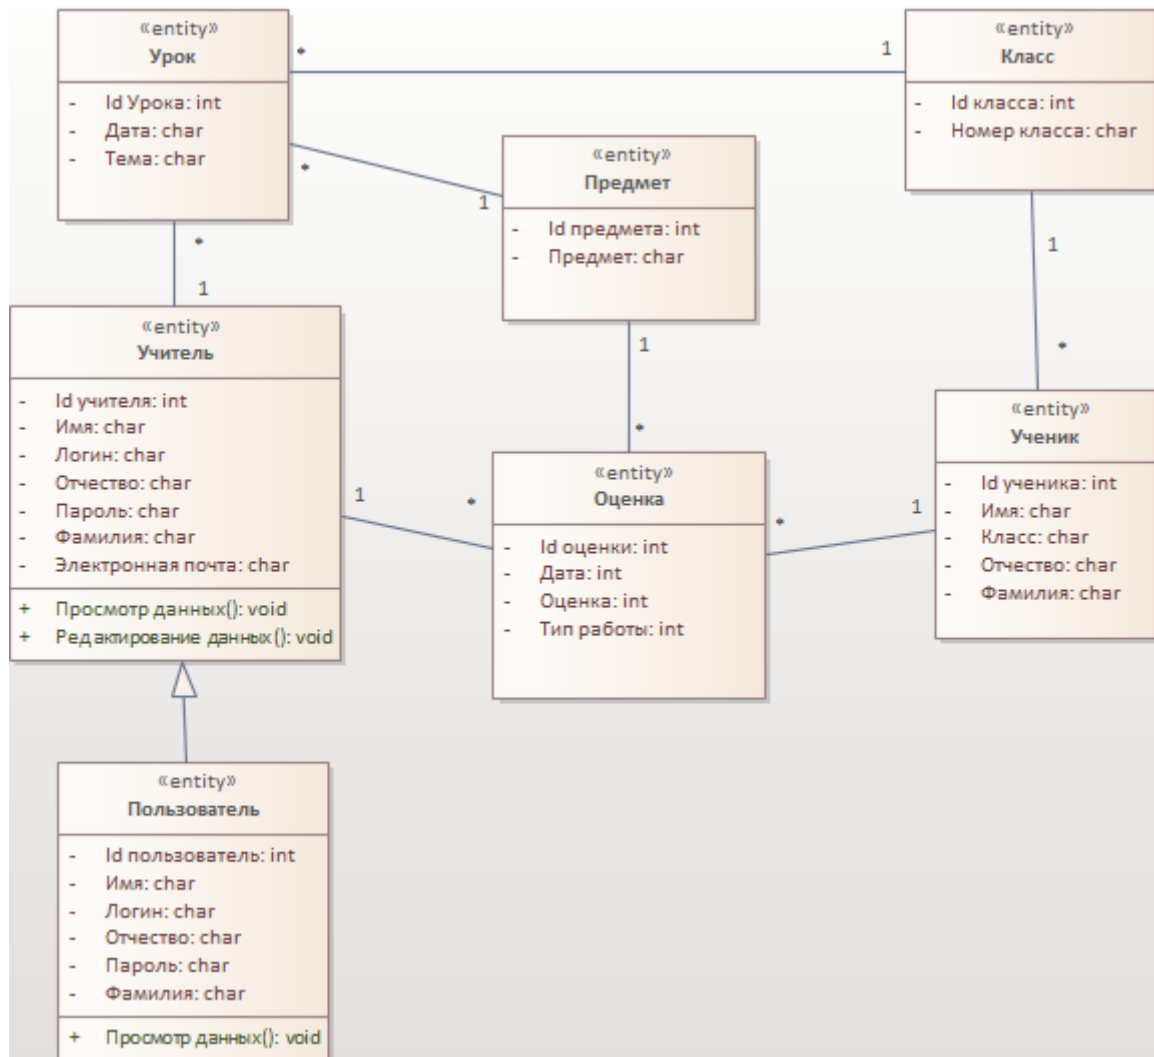 «entity»
Урок
- Id Урока: int
- Дата: char
- Тема: char
*
1
«entity»
Класс
- Id класса: int
- Номер класса: char
*
1
«entity»
Предмет
- Id предмета: int
- Предмет: char
*
1
1
*
1
*
«entity»
Учитель
- Id учителя: int
- Имя: char
- Логин: char
- Отчество: char
- Пароль: char
- Фамилия: char
- Электронная почта: char
+ Просмотр данных(): void
+ Редактирование данных(): void
1
*
«entity»
Оценка
- Id оценки: int
- Дата: int
- Оценка: int
- Тип работы: int
*
1
«entity»
Ученик
- Id ученика: int
- Имя: char
- Класс: char
- Отчество: char
- Фамилия: char
«entity»
Пользователь
- Id пользователь: int
- Имя: char
- Логин: char
- Отчество: char
- Пароль: char
- Фамилия: char
+ Просмотр данных(): void